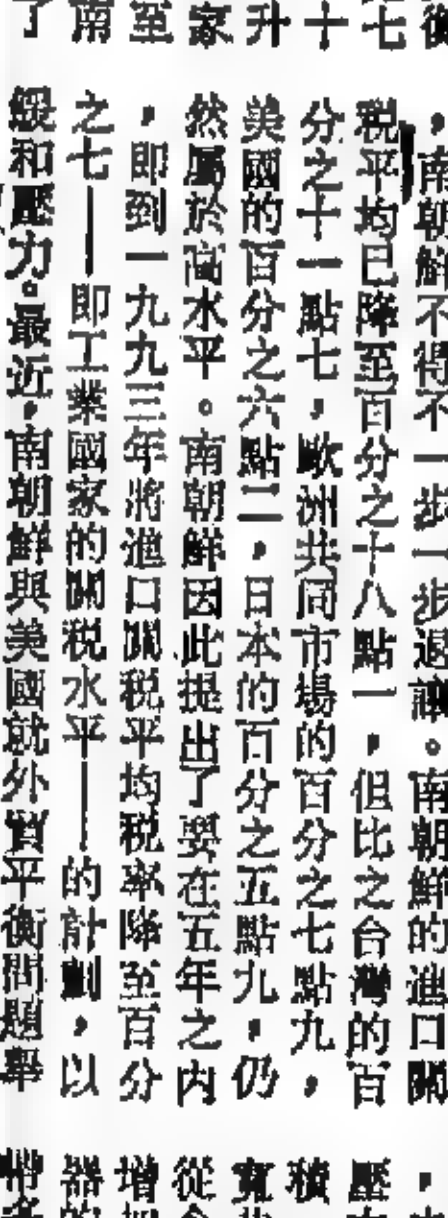 ，南朝鮮不得不一步一步退讓。南朝鮮的進口關
稅平均已降至百分之十八點一，但比之台灣的百
分之十一點七，歐洲共同市場的百分之七點九，
美國的百分之六點二，日本的百分之五點九，仍
然屬於高水平。南朝鮮因此提出了要在五年之內
，即到一九九三年將進口關稅平均稅率降至百分
之七——即工業國家的關稅水平——的計劃，以
緩和壓力。最近，南朝鮮與美國就外貿平衡問題舉
七
十
升
家
至
南
了
壓
積
寬
從
增
器